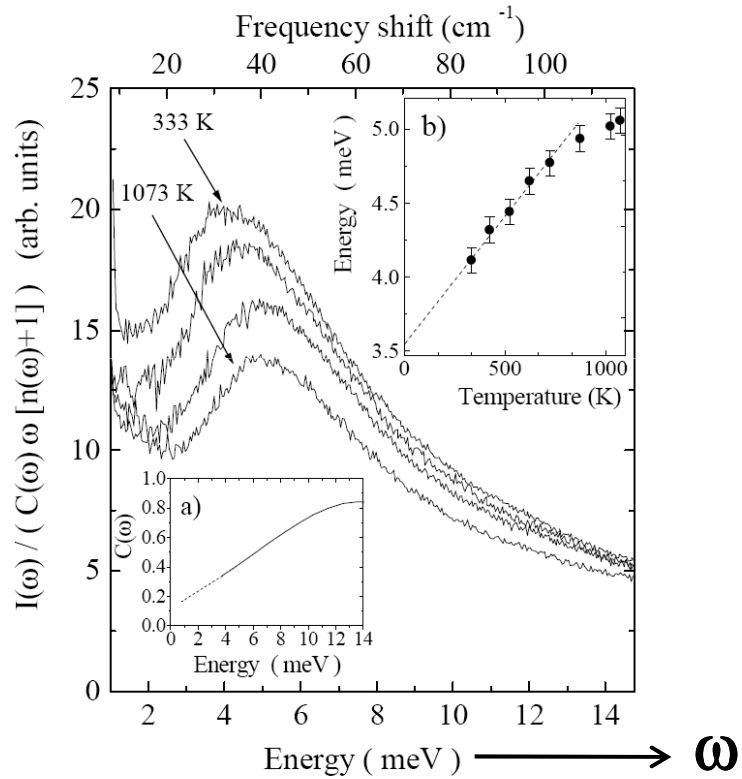 Frequency shift (cm -1)
20 40 60 80 100
I(ω) / ( C(ω) ω [n(ω)+1] ) (arb. units)
25
20
15
10
5
0
333 K
1073 K
b)
Energy ( meV)
5.0
4.5
4.0
3.5
0 500 1000
Temperature (K)
a)
C(ω)
1.0
0.8
0.6
0.4
0.2
0.0
0 2 4 6 8 10 12 14
Energy ( meV)
2 4 6 8 10 12 14
Energy ( meV) ω